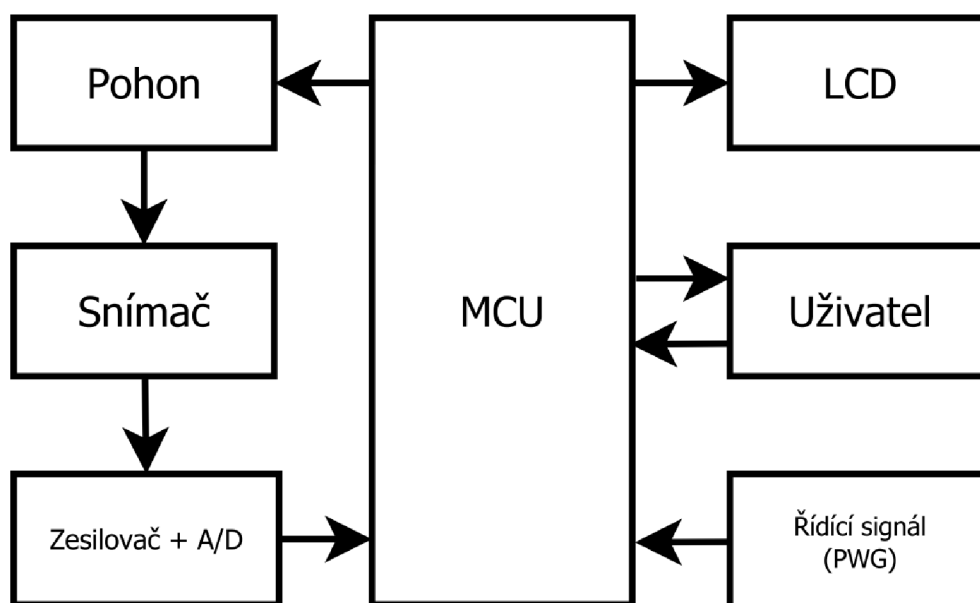 Pohon
MCU
LCD
Snímač
Uživatel
Zesilovač + A/D
Řídící signál
(PWG)